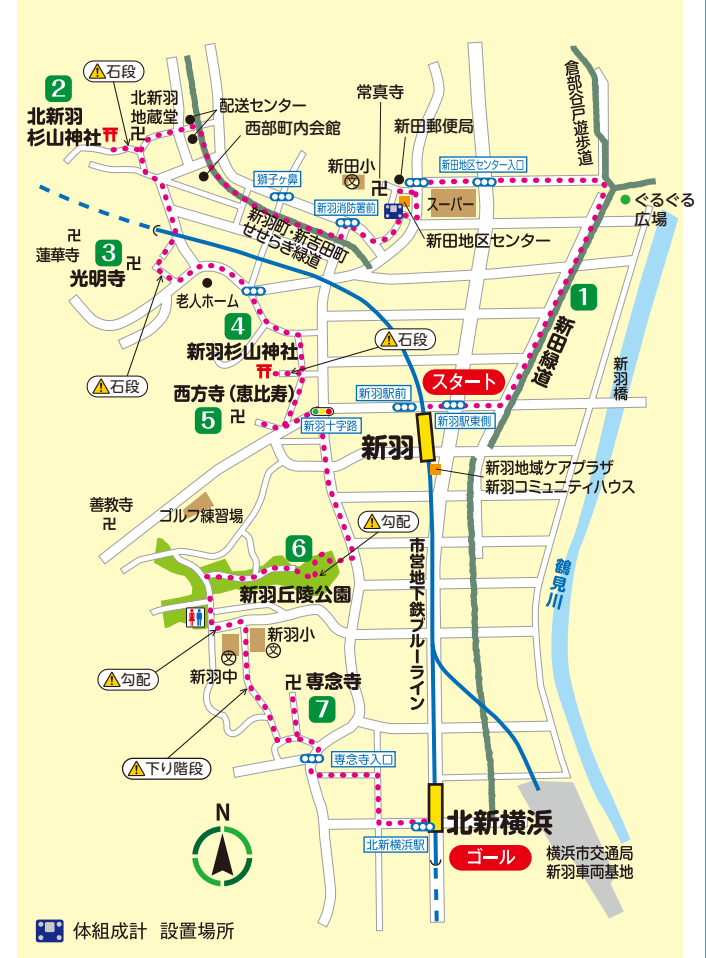 石段
2
北新羽
杉山神社
北新羽
地蔵堂
配送センター
西部町内会館
常真寺
新田郵便局
新田小
文
獅子ヶ鼻
新羽消防署前
新田地区センター入口
スーパー
新田地区センター
倉部谷戸遊歩道
ぐるぐる
広場
新羽町・新吉田町
せせらぎ緑道
蓮華寺
3
光明寺
老人ホーム
石段
4
新羽杉山神社
石段
西方寺(恵比寿)
5
1
新田緑道
新羽橋
スタート
新羽駅前
新羽駅東側
新羽十字路
新羽
新羽地域ケアプラザ
新羽コミュニティハウス
善教寺
ゴルフ練習場
勾配
6
新羽丘陵公園
市営地下鉄ブルーライン
鶴見川
新羽小
文
新羽中
文
勾配
専念寺
7
下り階段
専念寺入口
北新横浜
北新横浜駅
ゴール
横浜市交通局
新羽車両基地
N
体組成計 設置場所